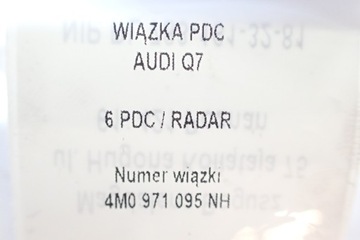 WIĄZKA PDC
AUDI Q7
6 PDC / RADAR
Numer wiązki
4M0 971 095 NH